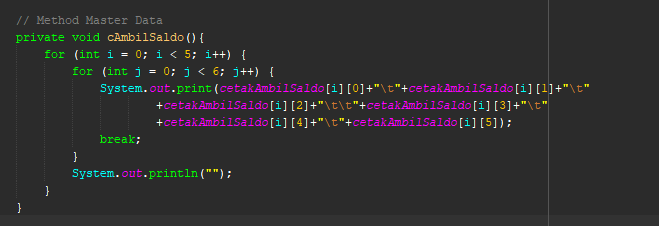 // Method Master Data
private void cAmbilSaldo(){
for (int i = 0; i < 5; i++) {
for (int j = 0; j < 6; j++) {
System.out.print(cetakAmbilSaldo[i][0]+"\t"+cetakAmbilSaldo[i][1]+"\t"
+cetakAmbilSaldo[i][2]+"\t\t"+cetakAmbilSaldo[i][3]+"\t"
+cetakAmbilSaldo[i][4]+"\t"+cetakAmbilSaldo[i][5]);
break;
}
System.out.println("");
}
}